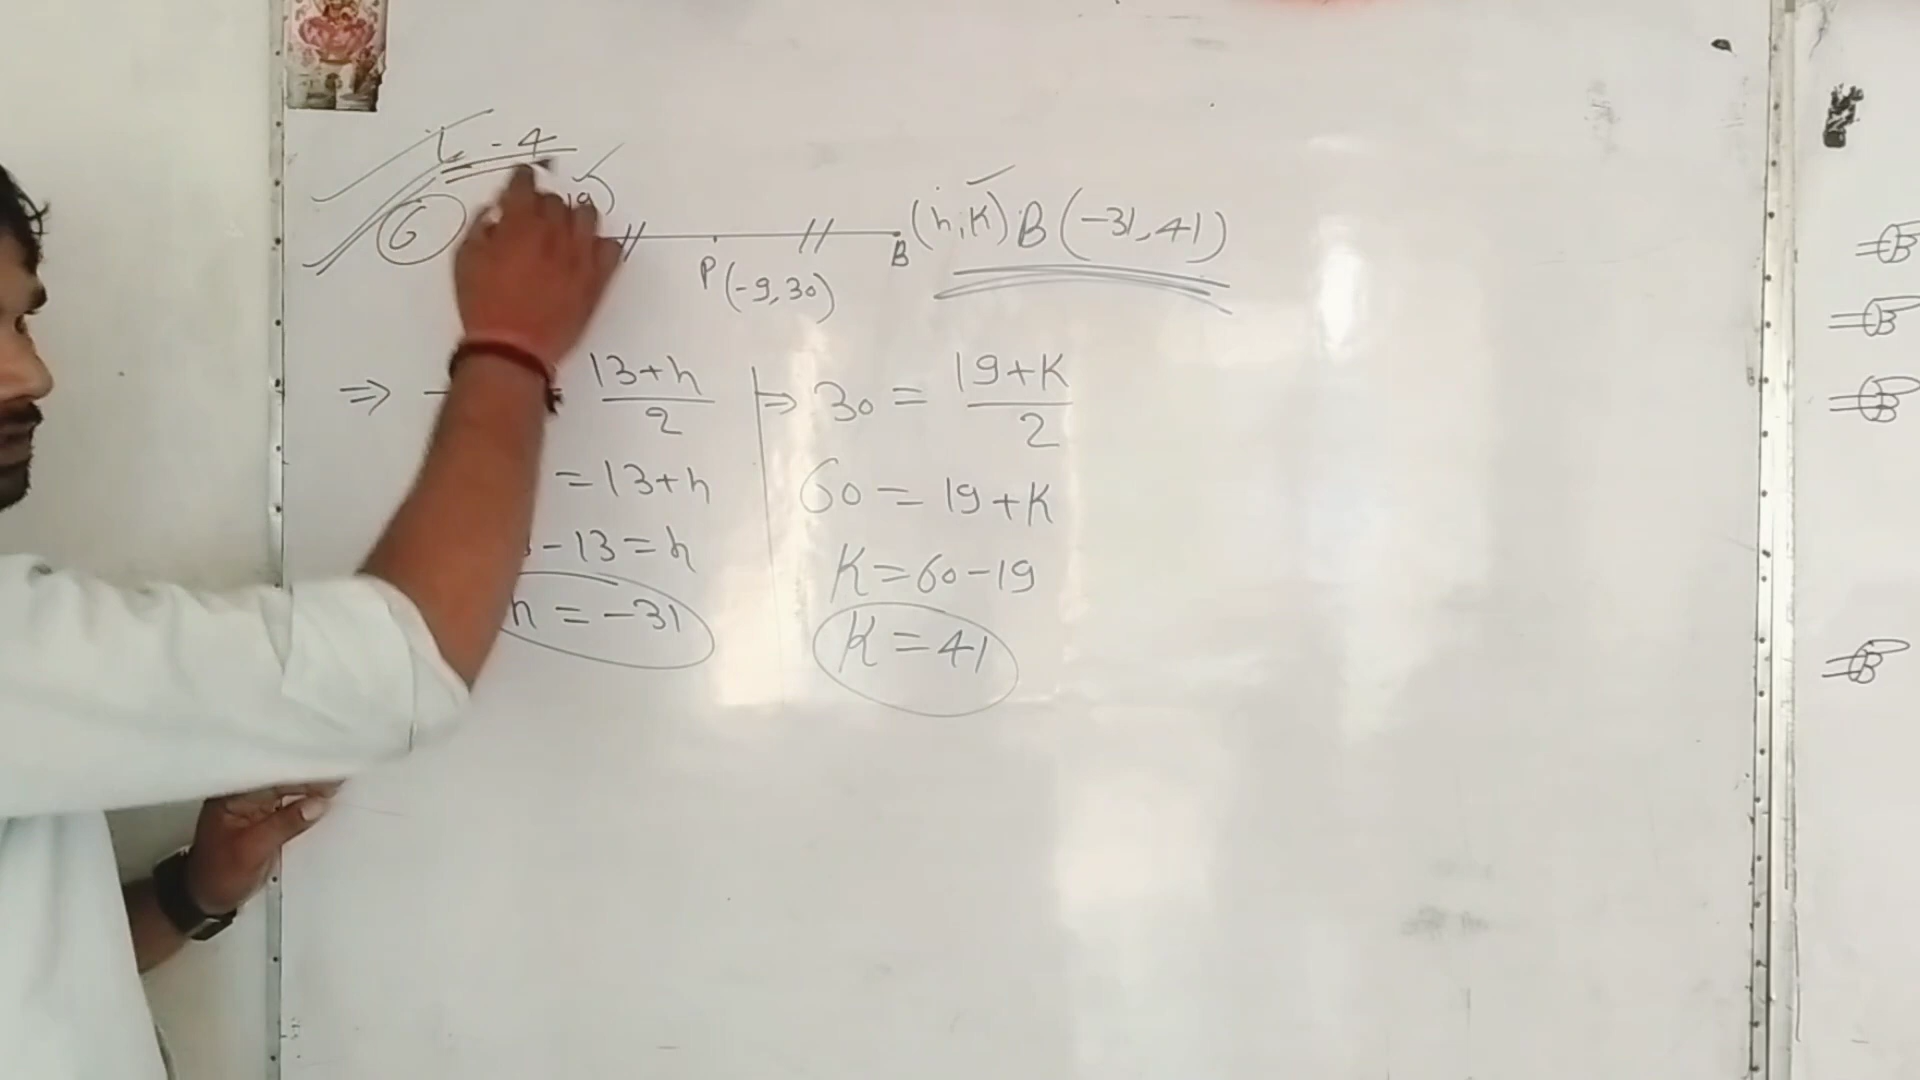 L-4
6 19) (h,K) B(-31,41)
P(-9,30) B
⇒ - = 13+h/2
= 13+h
-13=h
h = -31
⇒ 30 = 19+K/2
60 = 19+K
K=60-19
K=41